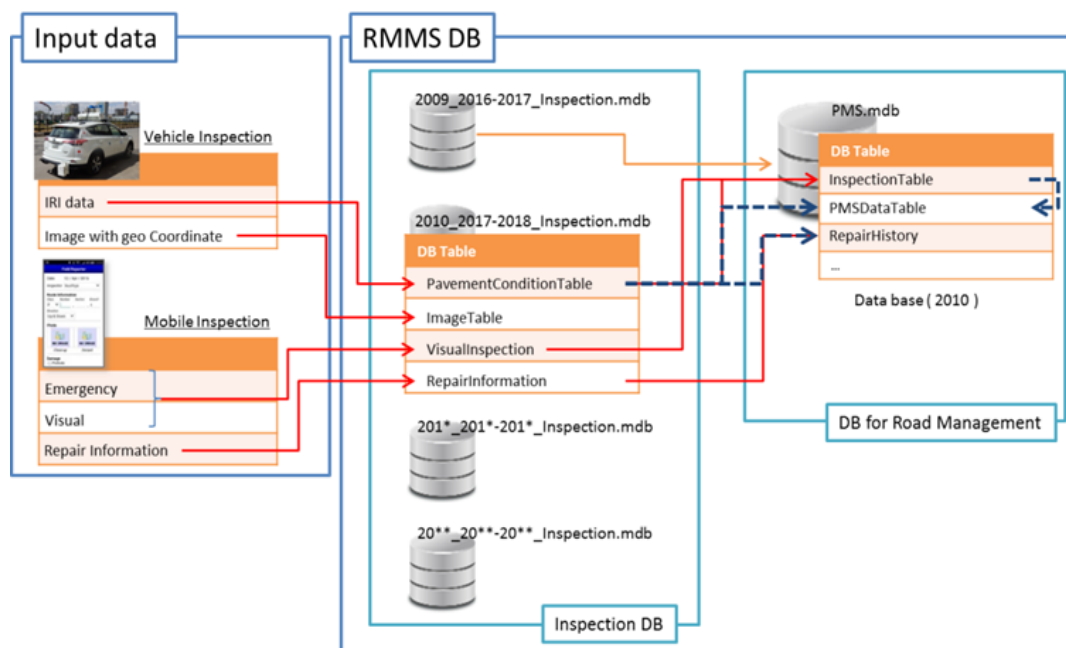 Input data
RMMS DB
Vehicle Inspection
IRI data
Image with geo Coordinate
Mobile Inspection
Emergency
Visual
Repair Information
2009_2016-2017_Inspection.mdb
2010_2017-2018_Inspection.mdb
DB Table
PavementConditionTable
ImageTable
VisualInspection
RepairInformation
201*_201*-201*_Inspection.mdb
20**_20**-20**_Inspection.mdb
Inspection DB
PMS.mdb
DB Table
InspectionTable
PMSDataTable
RepairHistory
...
Data base ( 2010 )
DB for Road Management